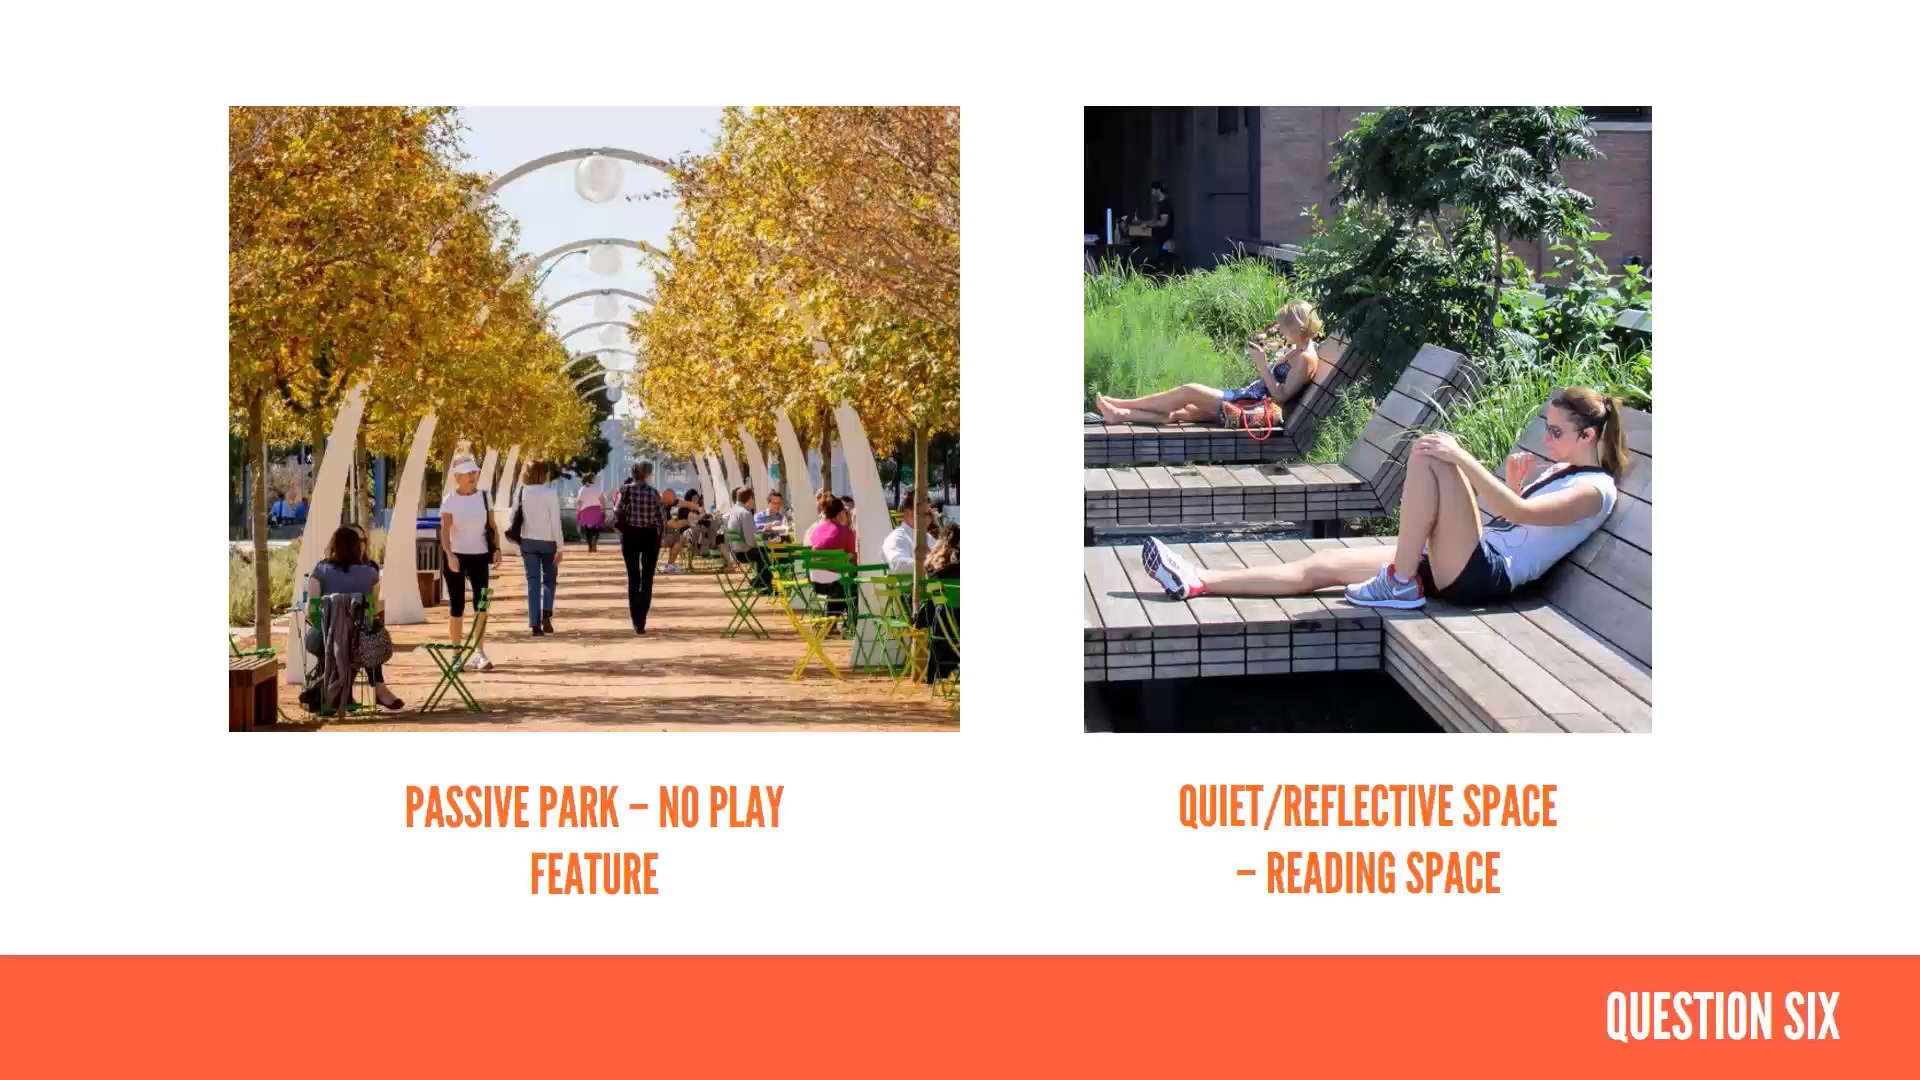 PASSIVE PARK – NO PLAY
FEATURE
QUIET/REFLECTIVE SPACE
– READING SPACE
QUESTION SIX